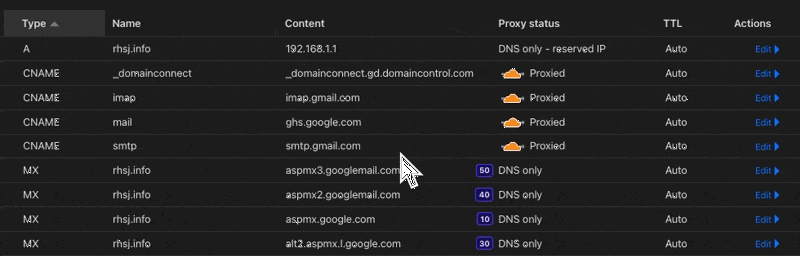 Type Name Content Proxy status TTL Actions
A rhsj.info 192.168.1.1 DNS only - reserved IP Auto Edit
CNAME _domainconnect _domainconnect.gd.domaincontrol.com Proxied Auto Edit
CNAME imap imap.gmail.com Proxied Auto Edit
CNAME mail ghs.google.com Proxied Auto Edit
CNAME smtp smtp.gmail.com Proxied Auto Edit
MX rhsj.info aspmx3.googlemail.com 50 DNS only Auto Edit
MX rhsj.info aspmx2.googlemail.com 40 DNS only Auto Edit
MX rhsj.info aspmx.google.com 10 DNS only Auto Edit
MX rhsj.info alt2.aspmx.l.google.com 30 DNS only Auto Edit